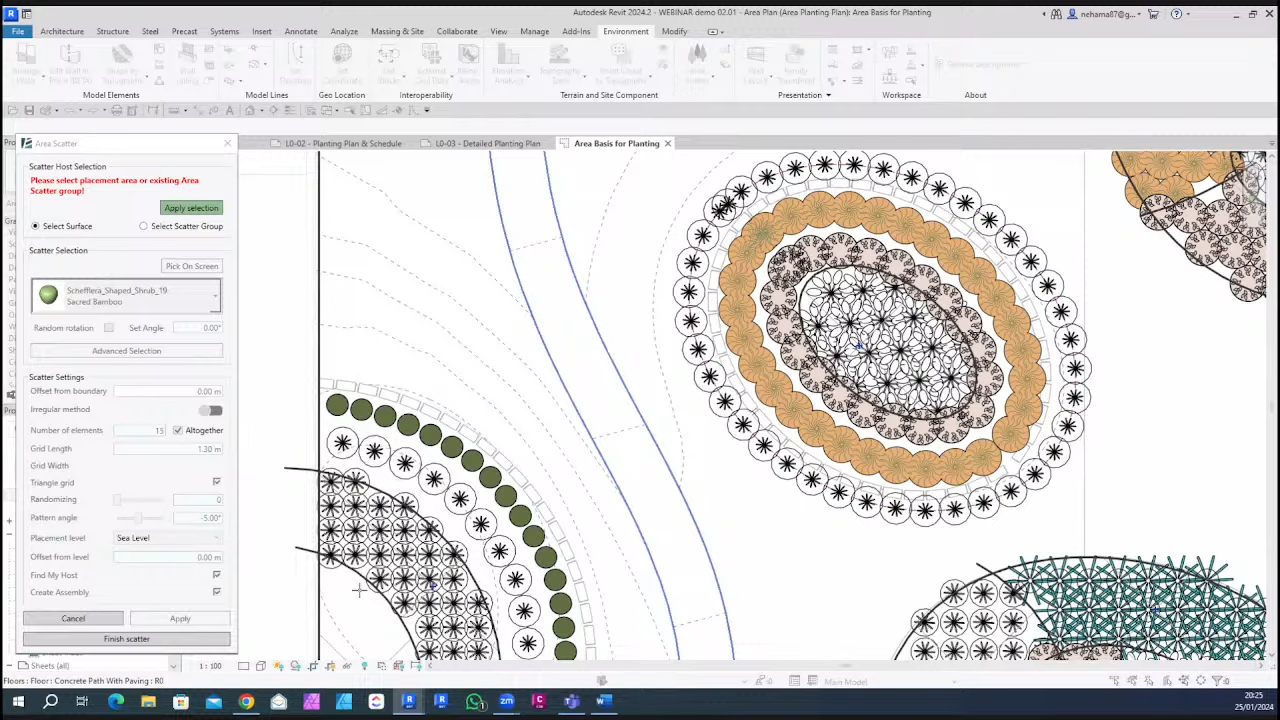 Autodesk Revit 2024.2 - WEBINAR demo 02.01 - Area Plan (Area Planting Plan): Area Basis for Planting
nehama87@g...
File Architecture Structure Steel Precast Systems Insert Annotate Analyze Massing & Site Collaborate View Manage Add-Ins Environment Modify
Model Elements Model Lines Geo Location Interoperability Terrain and Site Component Presentation Workspace About
Area Scatter
L0-02 - Planting Plan & Schedule
L0-03 - Detailed Planting Plan
Area Basis for Planting
Scatter Host Selection
Please select placement area or existing Area
Scatter group!
Apply selection
Select Surface Select Scatter Group
Scatter Selection
Pick On Screen
Schefflera_Shaped_Shrub_19
Sacred Bamboo
Random rotation Set Angle 0.00°
Advanced Selection
Scatter Settings
Offset from boundary 0.00 m
Irregular method
Number of elements 15 Altogether
Grid Length 1.30 m
Grid Width
Triangle grid
Randomizing 0
Pattern angle -5.00°
Placement level Sea Level
Offset from level 0.00 m
Find My Host
Create Assembly
Cancel Apply
Finish scatter
Sheets (all)
1 : 100
Floors : Floor : Concrete Path With Paving : R0
:0
Main Model
:0
20:25
25/01/2024